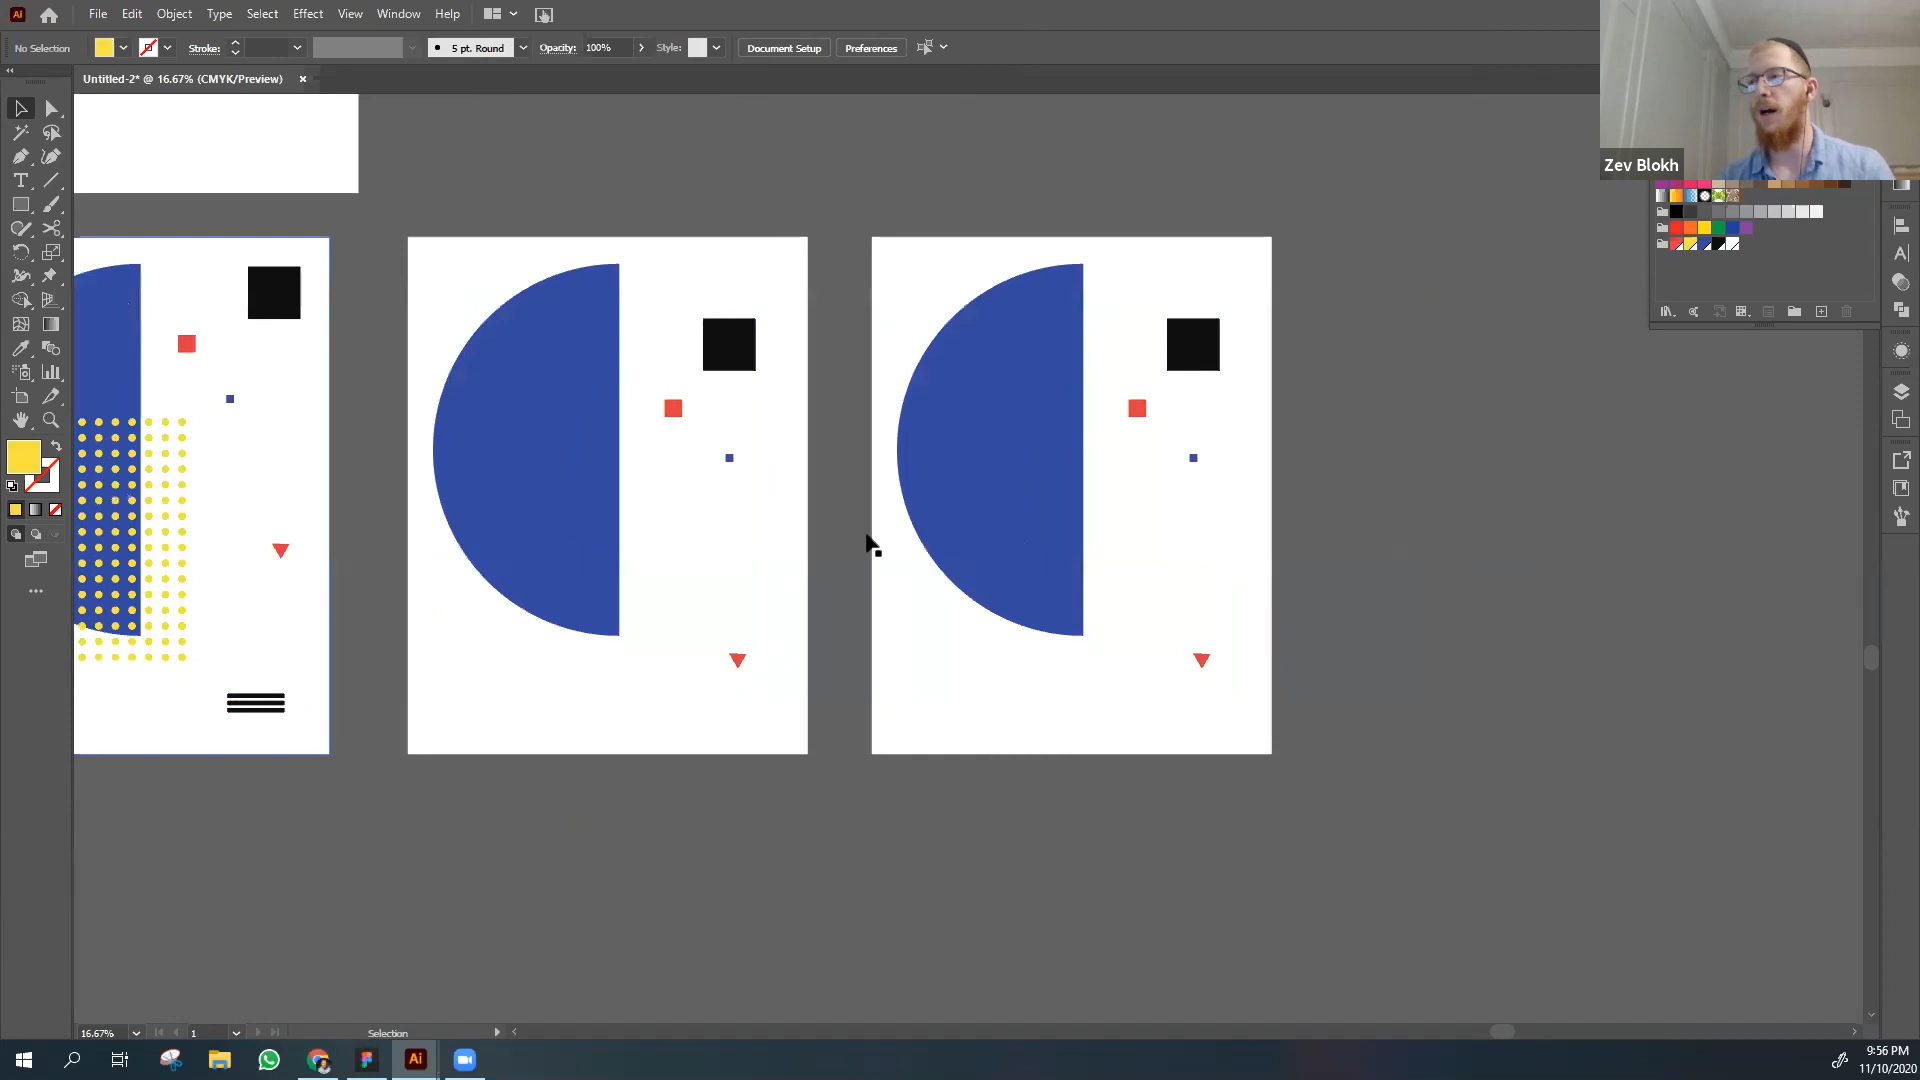 Ai
File Edit Object Type Select Effect View Window Help
No Selection Stroke: 5 pt. Round Opacity: 100% Style: Document Setup Preferences
Untitled-2* @ 16.67% (CMYK/Preview) ×
Zev Blokh
16.67% 1 Selection
Ai
9:56 PM
11/10/2020